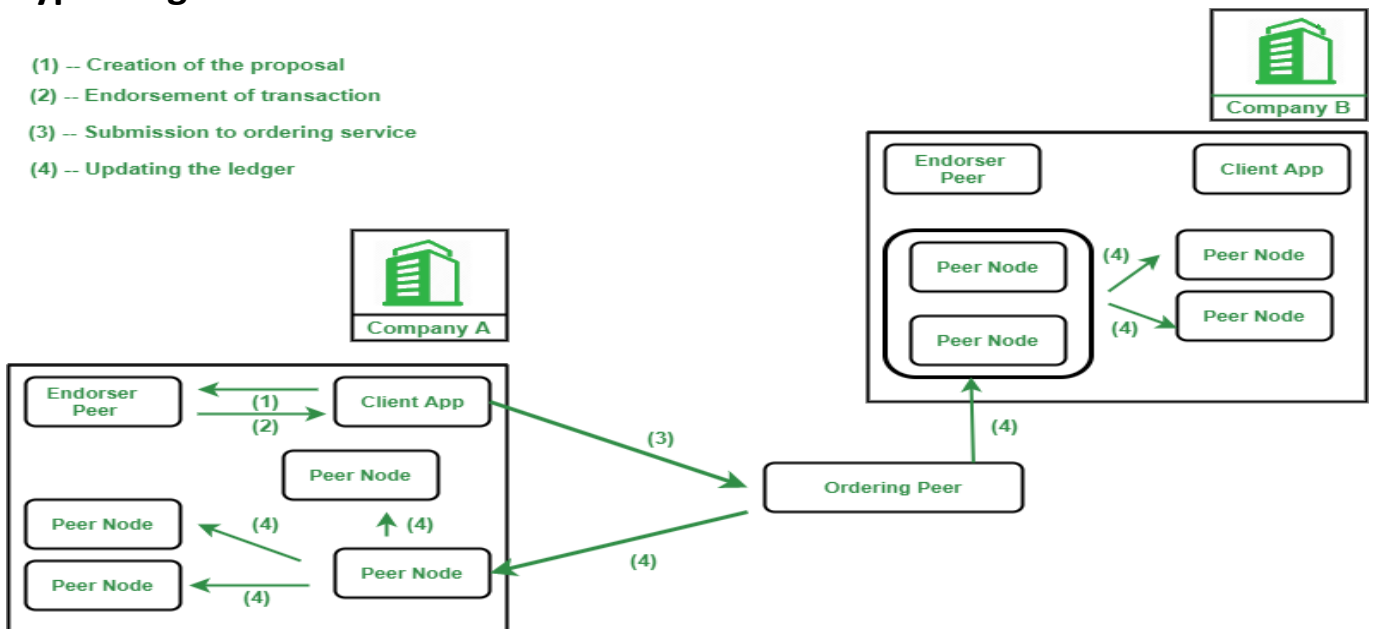 (1) -- Creation of the proposal
(2) -- Endorsement of transaction
(3) -- Submission to ordering service
(4) -- Updating the ledger
Company B
Endorser
Peer
Client App
Peer Node
(4)
Peer Node
Peer Node
(4)
Peer Node
Company A
Endorser
Peer
(1)
(2)
Client App
(3)
(4)
Peer Node
Ordering Peer
Peer Node
(4)
(4)
Peer Node
(4)
Peer Node
(4)